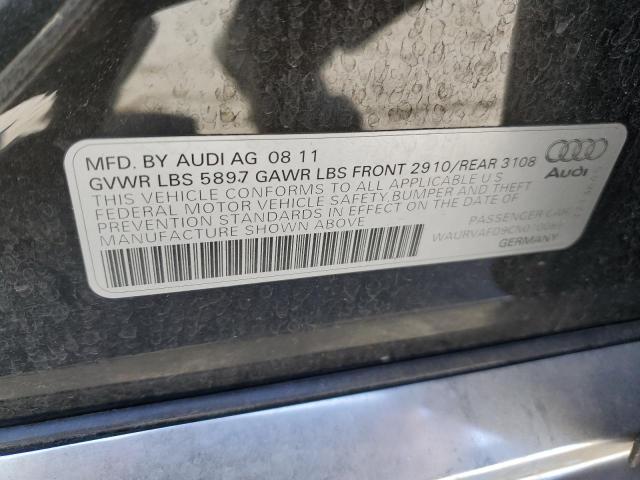 MFD. BY AUDI AG 08 11
GVWR LBS 5897 GAWR LBS FRONT 2910/REAR 3108
THIS VEHICLE CONFORMS TO ALL APPLICABLE U.S.
FEDERAL MOTOR VEHICLE SAFETY, BUMPER AND THEFT
PREVENTION STANDARDS IN EFFECT ON THE DATE OF
MANUFACTURE SHOWN ABOVE
Audi
PASSENGER CAR
GERMANY